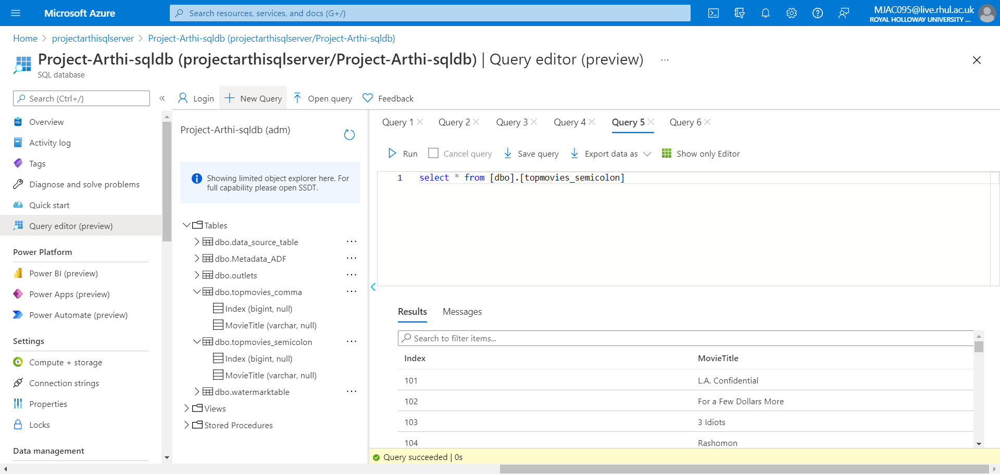 Microsoft Azure
Search resources, services, and docs (G+/)
MJAC095@live.rhul.ac.uk
ROYAL HOLLOWAY UNIVERSITY ...
Home > projectarthisqlserver > Project-Arthi-sqldb (projectarthisqlserver/Project-Arthi-sqldb)
Project-Arthi-sqldb (projectarthisqlserver/Project-Arthi-sqldb) | Query editor (preview) ...
SQL database
Search (Ctrl+/)
«
Overview
Activity log
Tags
Diagnose and solve problems
Quick start
Query editor (preview)
Power Platform
Power BI (preview)
Power Apps (preview)
Power Automate (preview)
Settings
Compute + storage
Connection strings
Properties
Locks
Data management
Login
New Query
Open query
Feedback
Project-Arthi-sqldb (adm)
Showing limited object explorer here. For
full capability please open SSDT.
Tables
dbo.data_source_table ...
dbo.Metadata_ADF ...
dbo.outlets ...
dbo.topmovies_comma ...
Index (bigint, null)
MovieTitle (varchar, null)
dbo.topmovies_semicolon ...
Index (bigint, null)
MovieTitle (varchar, null)
dbo.watermarktable ...
Views
Stored Procedures
Query 1 Query 2 Query 3 Query 4 Query 5 Query 6
Run Cancel query Save query Export data as Show only Editor
1 select * from [dbo].[topmovies_semicolon]
Results Messages
Search to filter items...
Index MovieTitle
101 L.A. Confidential
102 For a Few Dollars More
103 3 Idiots
104 Rashomon
Query succeeded | 0s